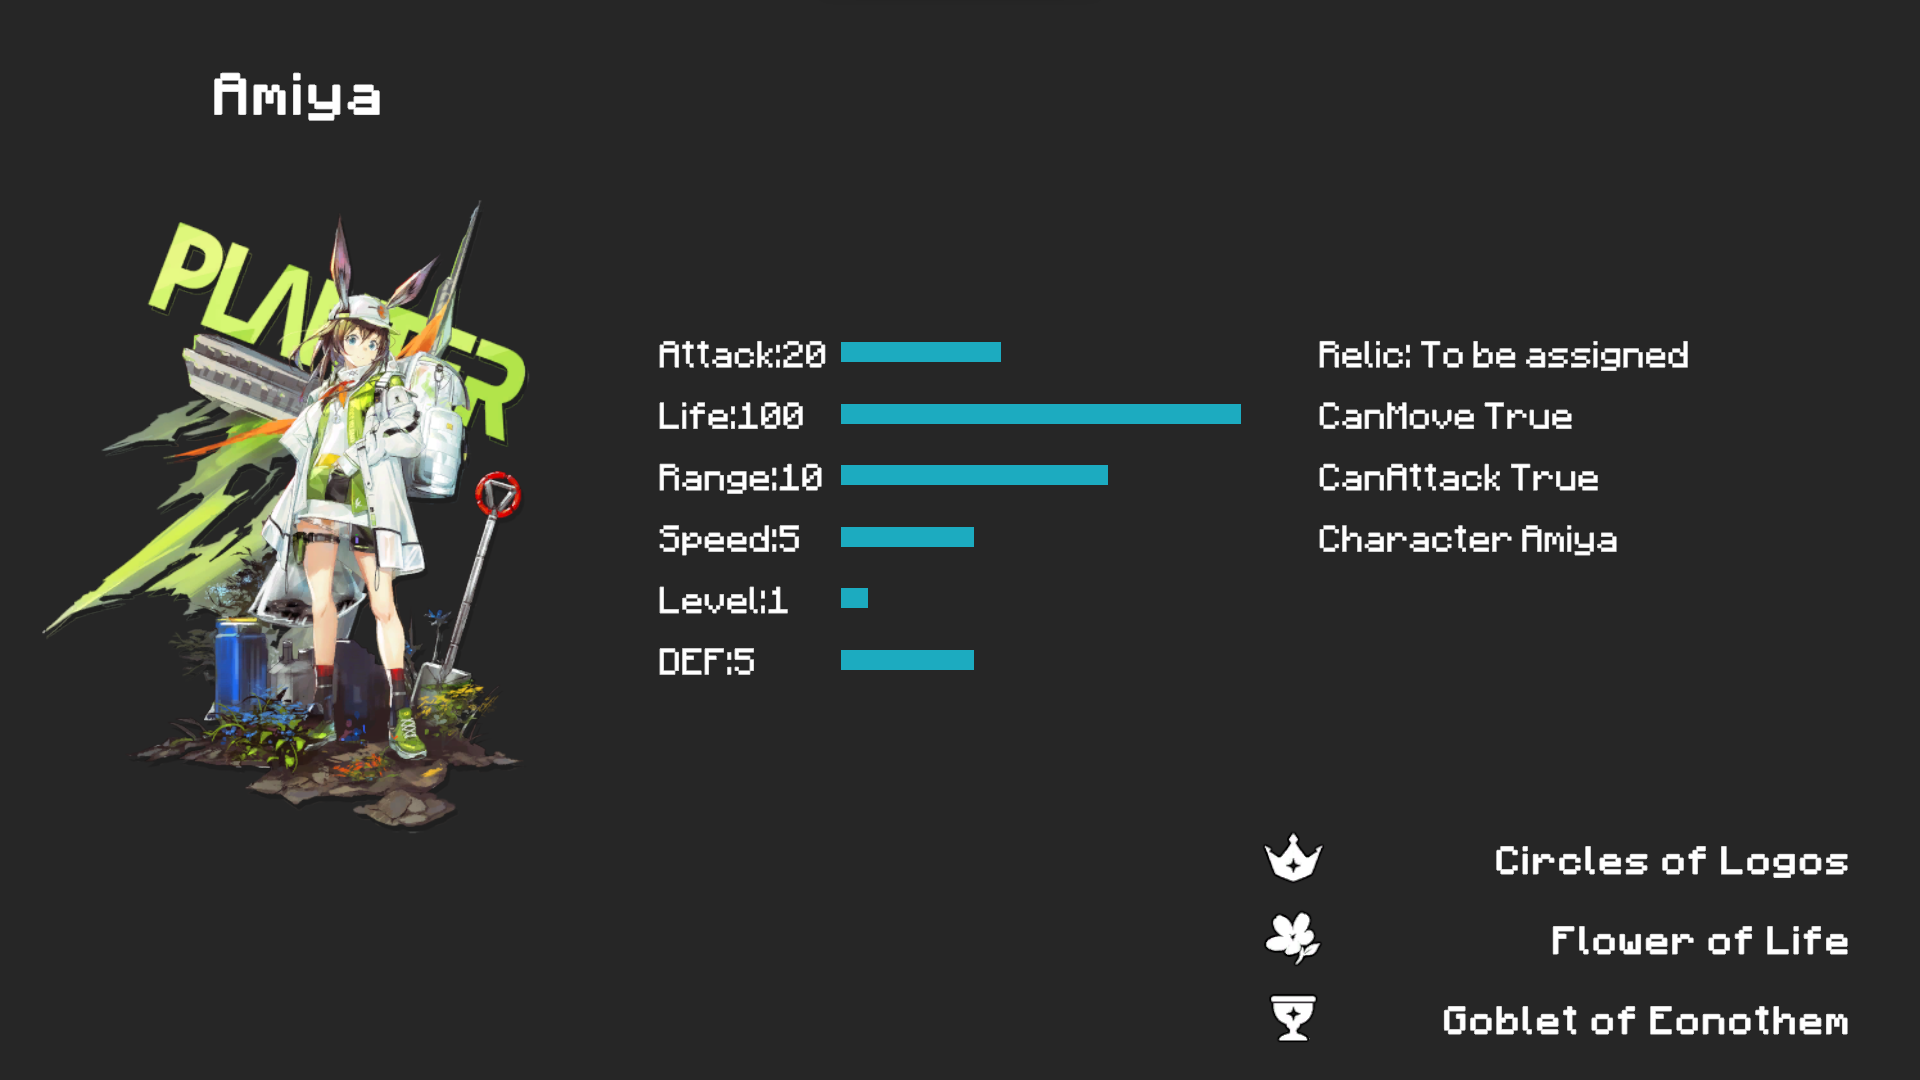 Amiya
PLANTER
Attack:20
Life:100
Range:10
Speed:5
Level:1
DEF:5
Relic: To be assigned
CanMove True
CanAttack True
Character Amiya
Circles of Logos
Flower of Life
Goblet of Eonothem